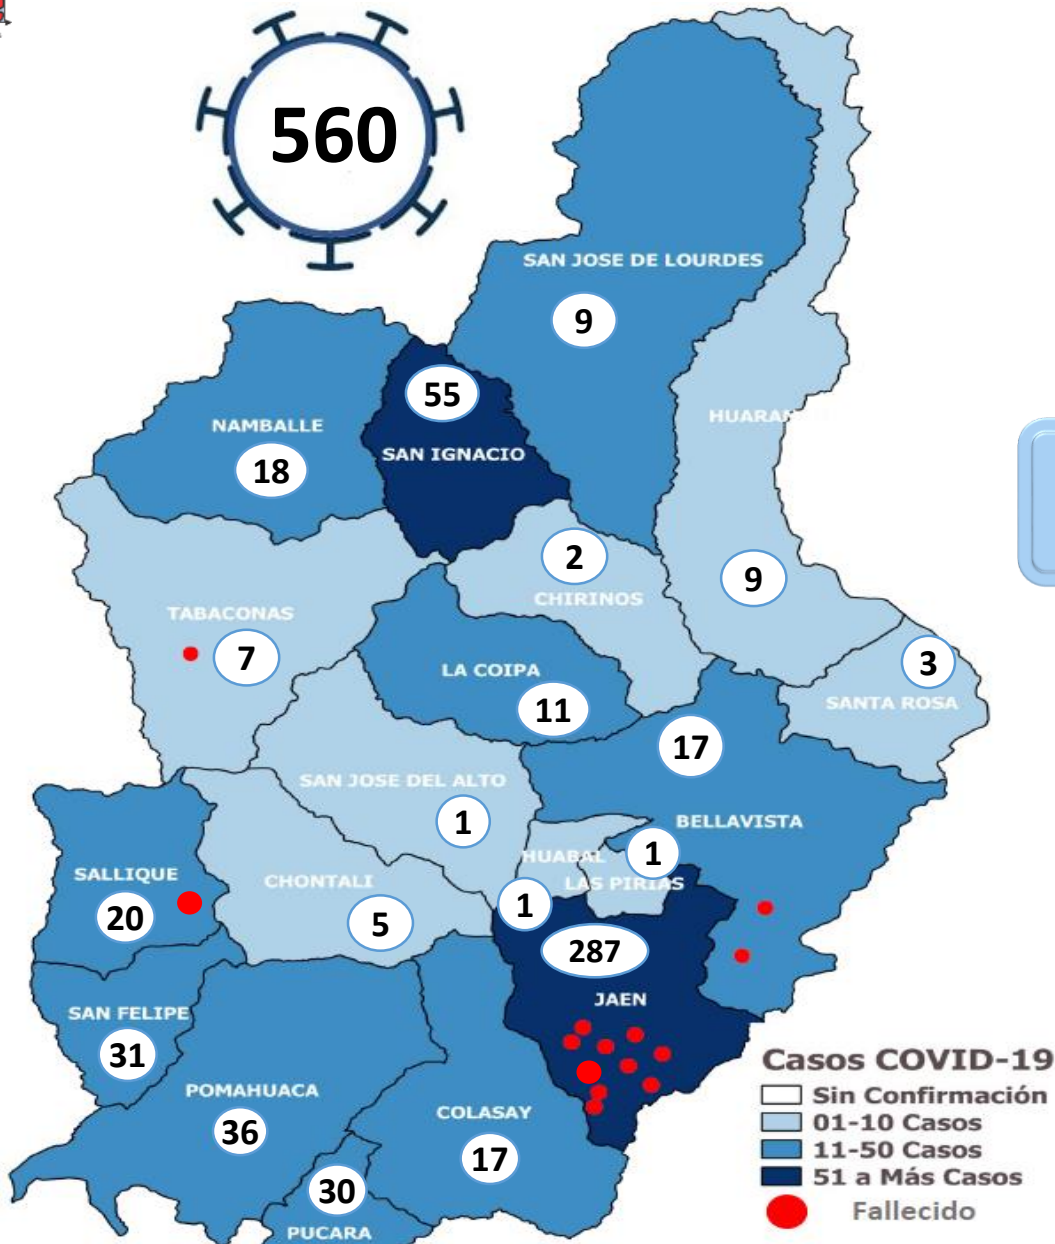 560
SAN JOSE DE LOURDES
9
55
SAN IGNACIO
NAMBALLE
18
HUARAN
2
CHIRINOS
9
TABACONAS
7
LA COIPA
11
3
SANTA ROSA
17
SAN JOSE DEL ALTO
1
BELLAVISTA
HUABAL
1
LAS PIRIAS
SALLIQUE
20
CHONTALI
5
1
287
JAEN
SAN FELIPE
31
POMAHUACA
36
COLASAY
17
30
PUCARA
Casos COVID-19
Sin Confirmación
01-10 Casos
11-50 Casos
51 a Más Casos
Fallecido